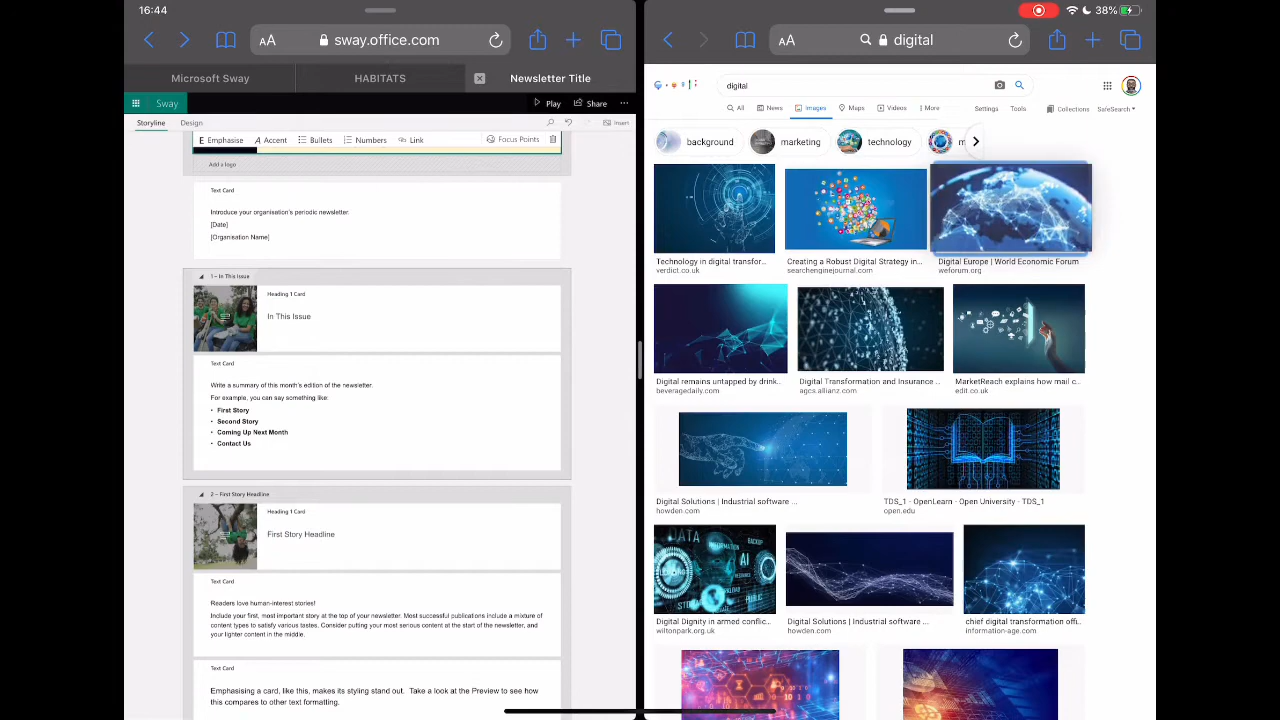 16:44
38%
AA sway.office.com
AA digital
Microsoft Sway HABITATS Newsletter Title
Sway Play Share
Storyline Design Insert
Emphasise Accent Bullets Numbers Link Focus Points
Add a logo
Text Card
Introduce your organisation's periodic newsletter.
[Date]
[Organisation Name]
1 – In This Issue
Heading 1 Card
In This Issue
Text Card
Write a summary of this month's edition of the newsletter.
For example, you can say something like:
• First Story
• Second Story
• Coming Up Next Month
• Contact Us
2 – First Story Headline
Heading 1 Card
First Story Headline
Text Card
Readers love human-interest stories!
Include your first, most important story at the top of your newsletter. Most successful publications include a mixture of
content types to satisfy various tastes. Consider putting your most serious content at the start of the newsletter, and
your lighter content in the middle.
Text Card
Emphasising a card, like this, makes its styling stand out. Take a look at the Preview to see how
this compares to other text formatting.
digital
All News Images Maps Videos More Settings Tools Collections SafeSearch
background marketing technology m
Technology in digital transfor... Creating a Robust Digital Strategy in... Digital Europe | World Economic Forum
verdict.co.uk searchenginejournal.com weforum.org
Digital remains untapped by drink... Digital Transformation and Insurance ... MarketReach explains how mail c...
beveragedaily.com agcs.allianz.com edit.co.uk
Digital Solutions | Industrial software ... TDS_1 - OpenLearn - Open University - TDS_1
howden.com open.edu
DATA
INFORMATION
BACKUP
AI
PUBLIC
Digital Dignity in armed conflic... Digital Solutions | Industrial software ... chief digital transformation offi...
wiltonpark.org.uk howden.com information-age.com